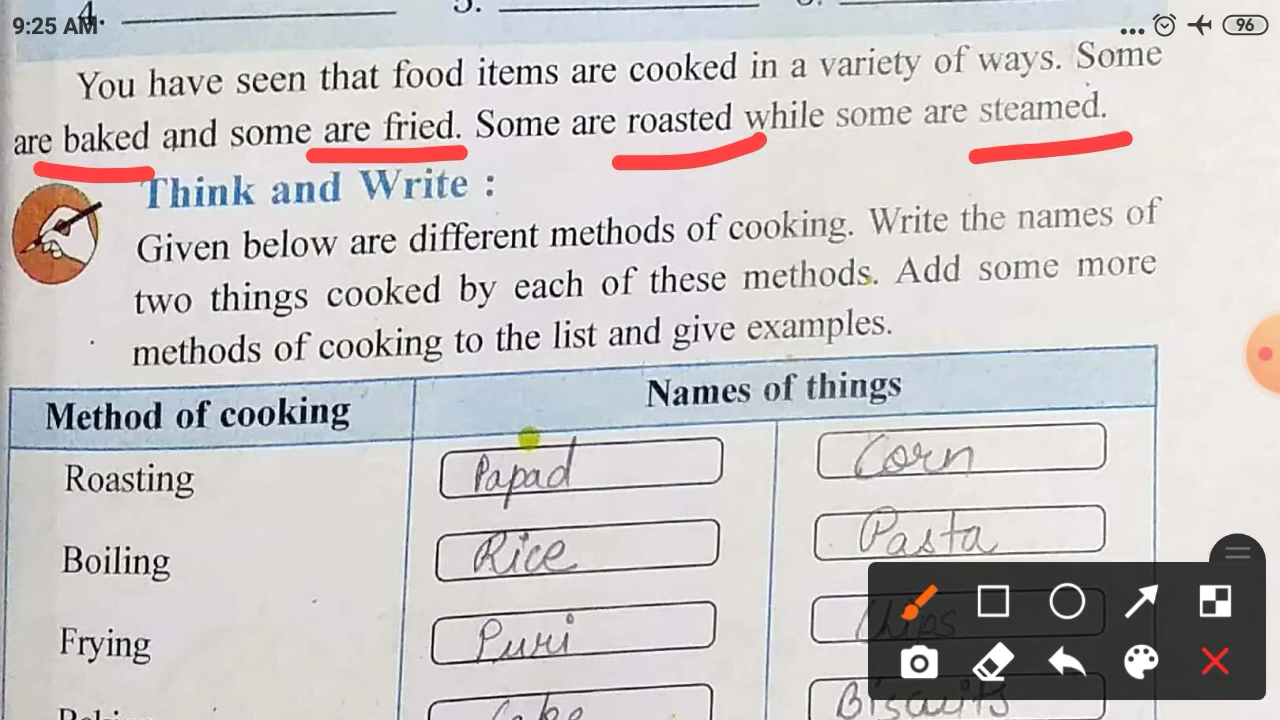 9:25 AM
96
4.
5.
You have seen that food items are cooked in a variety of ways. Some
are baked and some are fried. Some are roasted while some are steamed.
Think and Write :
Given below are different methods of cooking. Write the names of
two things cooked by each of these methods. Add some more
methods of cooking to the list and give examples.
Method of cooking Names of things
Roasting Papad Corn
Boiling Rice Pasta
Frying Puri Chips
Cake Biscuits